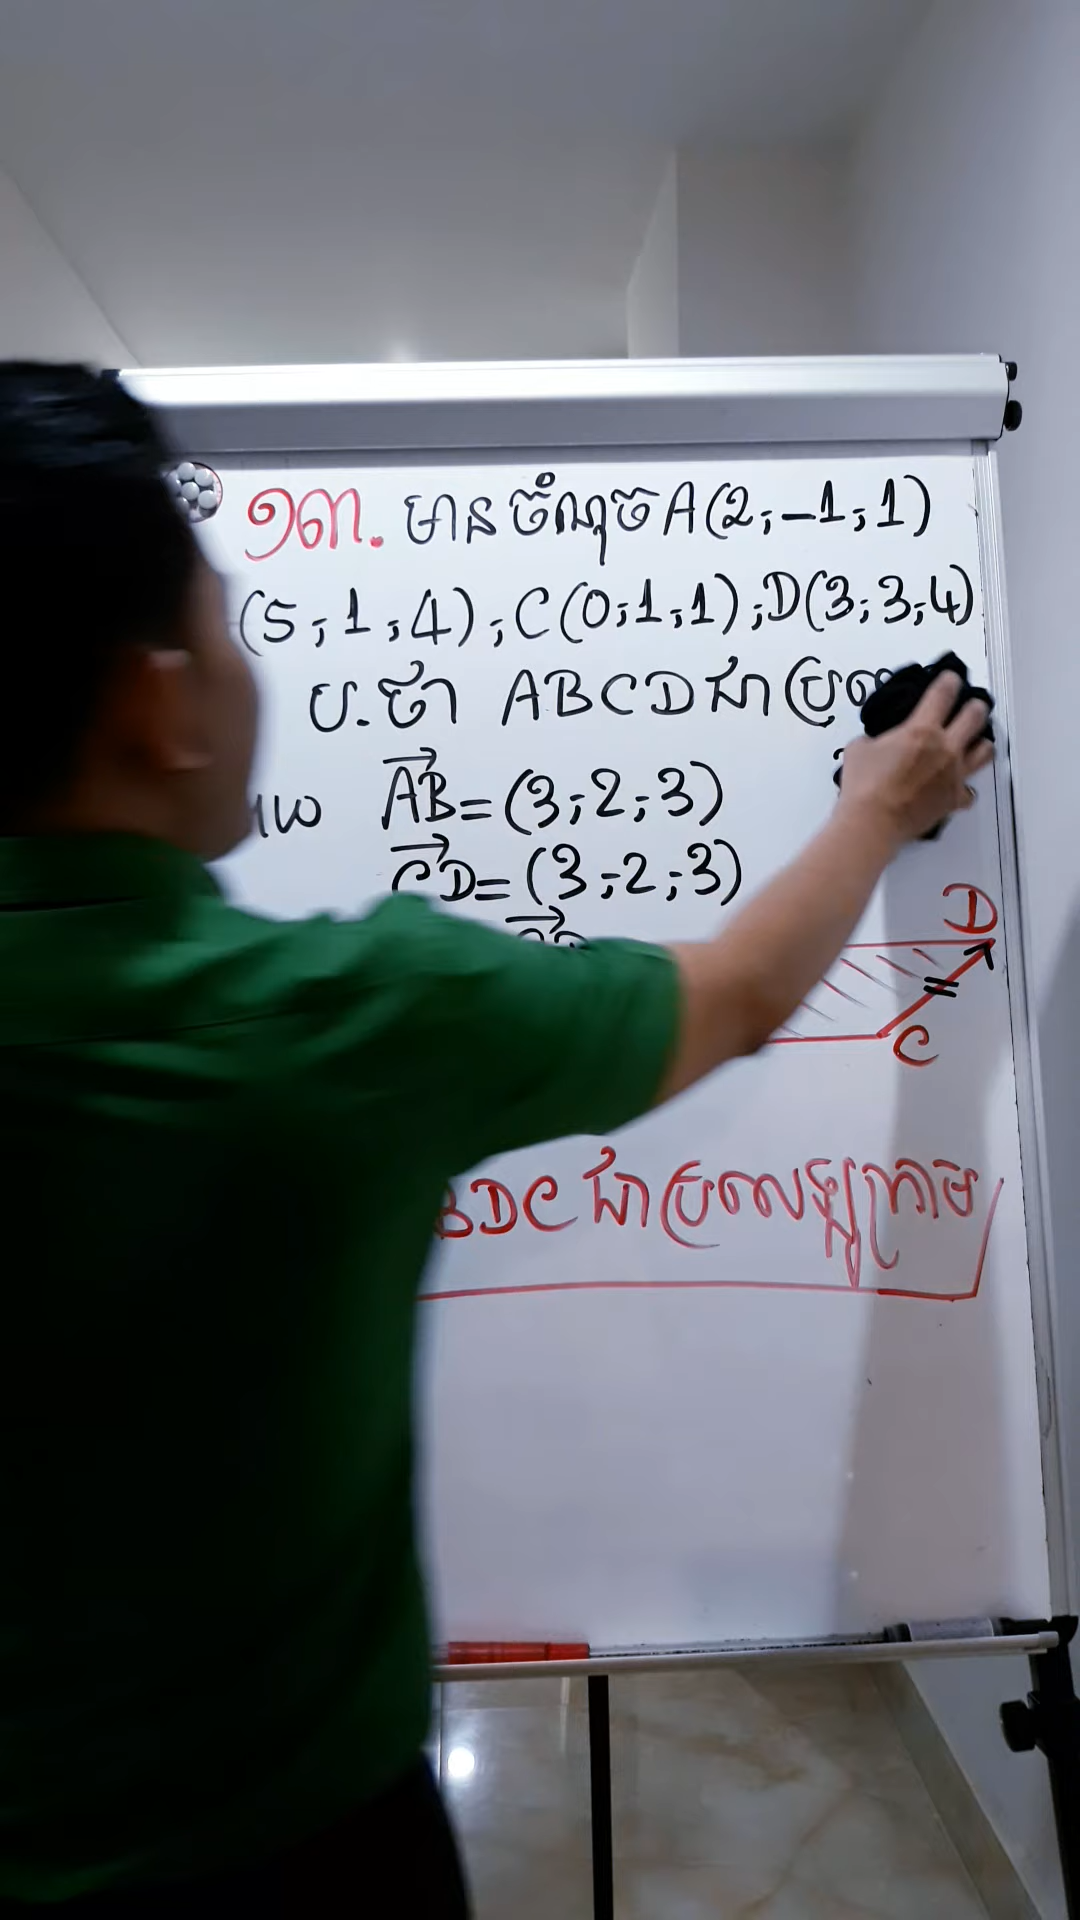 ១៣. មានចំណុច A(2;-1;1)
(5;1;4);C(0;1;1);D(3;3;4)
ប.ថា ABCD ជា
AB=(3;2;3)
CD=(3;2;3)
D
C
BDC ជាប្រលេឡូក្រាម